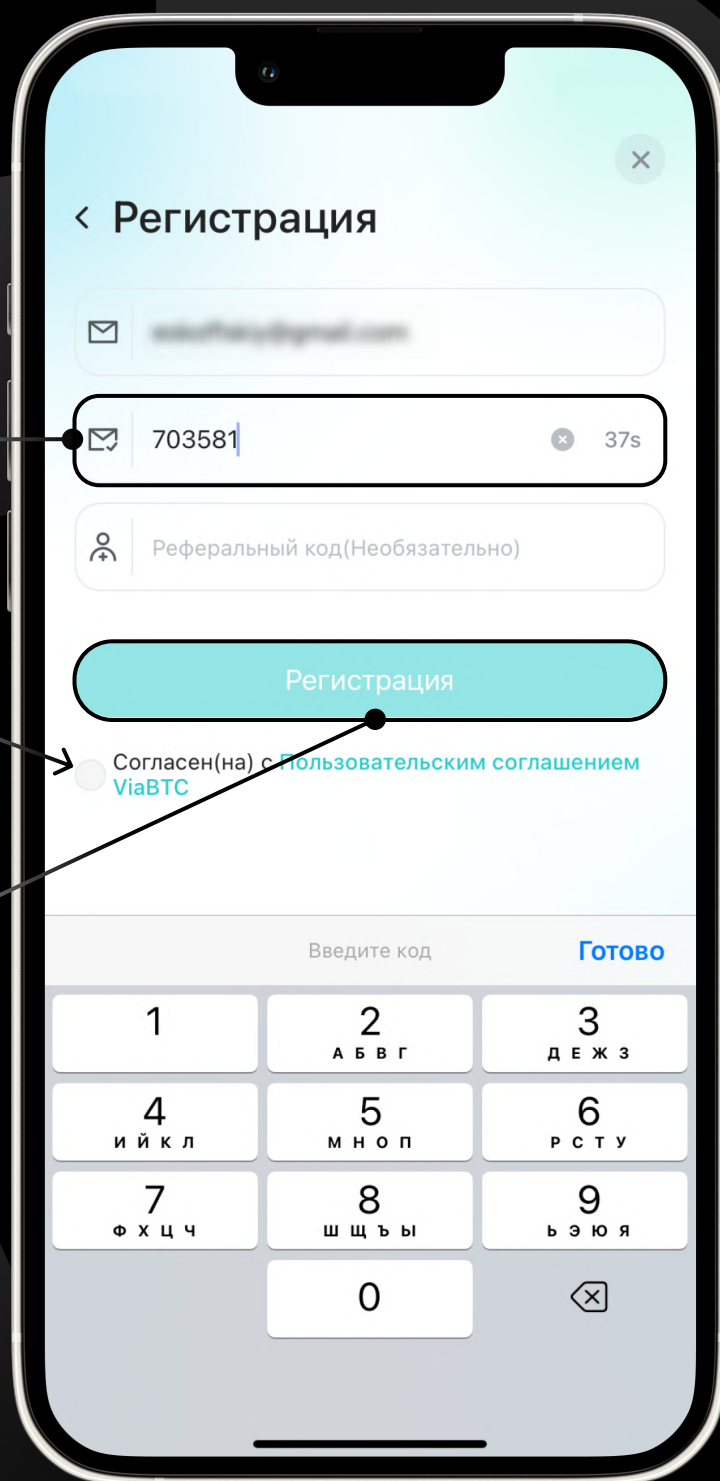 Регистрация
703581
37s
Реферальный код(Необязательно)
Регистрация
Согласен(на) с Пользовательским соглашением
ViaBTC
Введите код
Готово
1
2
3
А Б В Г
Д Е Ж З
4
5
6
И Й К Л
М Н О П
Р С Т У
7
8
9
Ф Х Ц Ч
Ш Щ Ъ Ы
Ь Э Ю Я
0